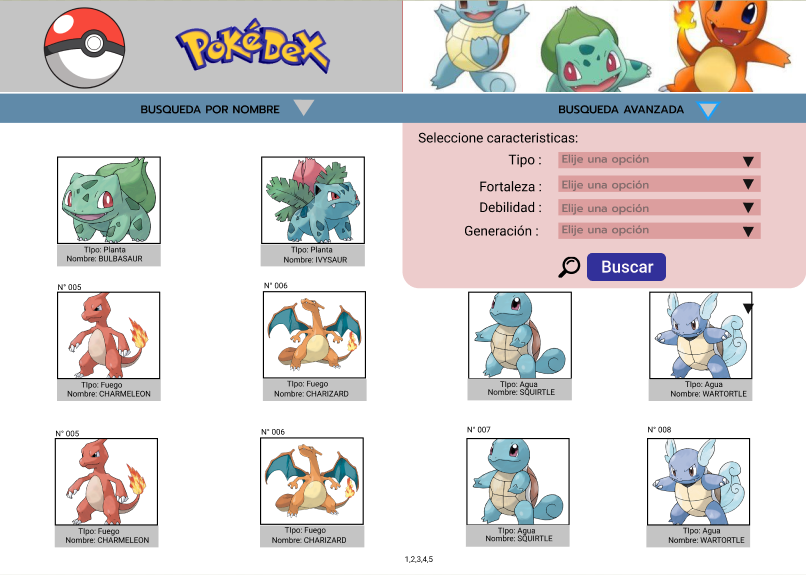 POKéDEX
BUSQUEDA POR NOMBRE
BUSQUEDA AVANZADA
Seleccione caracteristicas:
Tipo : Elije una opción
Fortaleza : Elije una opción
Debilidad : Elije una opción
Generación : Elije una opción
Buscar
TIpo: Planta
Nombre: BULBASAUR
TIpo: Planta
Nombre: IVYSAUR
N° 005
N° 006
TIpo: Fuego
Nombre: CHARMELEON
TIpo: Fuego
Nombre: CHARIZARD
TIpo: Agua
Nombre: SQUIRTLE
TIpo: Agua
Nombre: WARTORTLE
N° 005
N° 006
N° 007
N° 008
TIpo: Fuego
Nombre: CHARMELEON
TIpo: Fuego
Nombre: CHARIZARD
TIpo: Agua
Nombre: SQUIRTLE
TIpo: Agua
Nombre: WARTORTLE
1,2,3,4,5